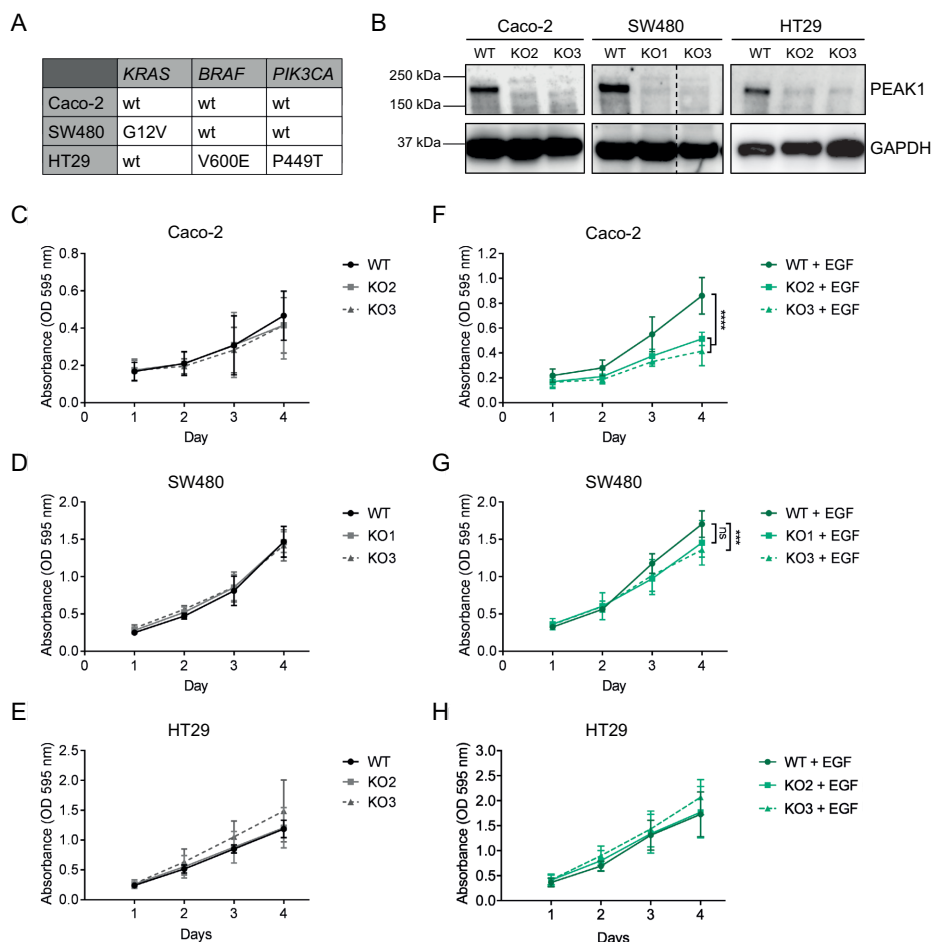 A
KRAS BRAF PIK3CA
Caco-2 wt wt wt
SW480 G12V wt wt
HT29 wt V600E P449T
B
Caco-2 SW480 HT29
WT KO2 KO3 WT KO1 KO3 WT KO2 KO3
250 kDa
150 kDa
PEAK1
37 kDa
GAPDH
C
Caco-2
Absorbance (OD 595 nm)
0.8
0.6
0.4
0.2
0.0
0 1 2 3 4
Day
WT
KO2
KO3
F
Caco-2
Absorbance (OD 595 nm)
1.2
1.0
0.8
0.6
0.4
0.2
0.0
0 1 2 3 4
Day
WT + EGF
KO2 + EGF
KO3 + EGF
****
D
SW480
Absorbance (OD 595 nm)
2.0
1.5
1.0
0.5
0.0
0 1 2 3 4
Day
WT
KO1
KO3
G
SW480
Absorbance (OD 595 nm)
2.0
1.5
1.0
0.5
0.0
0 1 2 3 4
Day
WT + EGF
KO1 + EGF
KO3 + EGF
ns
***
E
HT29
Absorbance (OD 595 nm)
2.5
2.0
1.5
1.0
0.5
0.0
1 2 3 4
Days
WT
KO2
KO3
H
HT29
Absorbance (OD 595 nm)
3.0
2.5
2.0
1.5
1.0
0.5
0.0
1 2 3 4
Days
WT + EGF
KO2 + EGF
KO3 + EGF